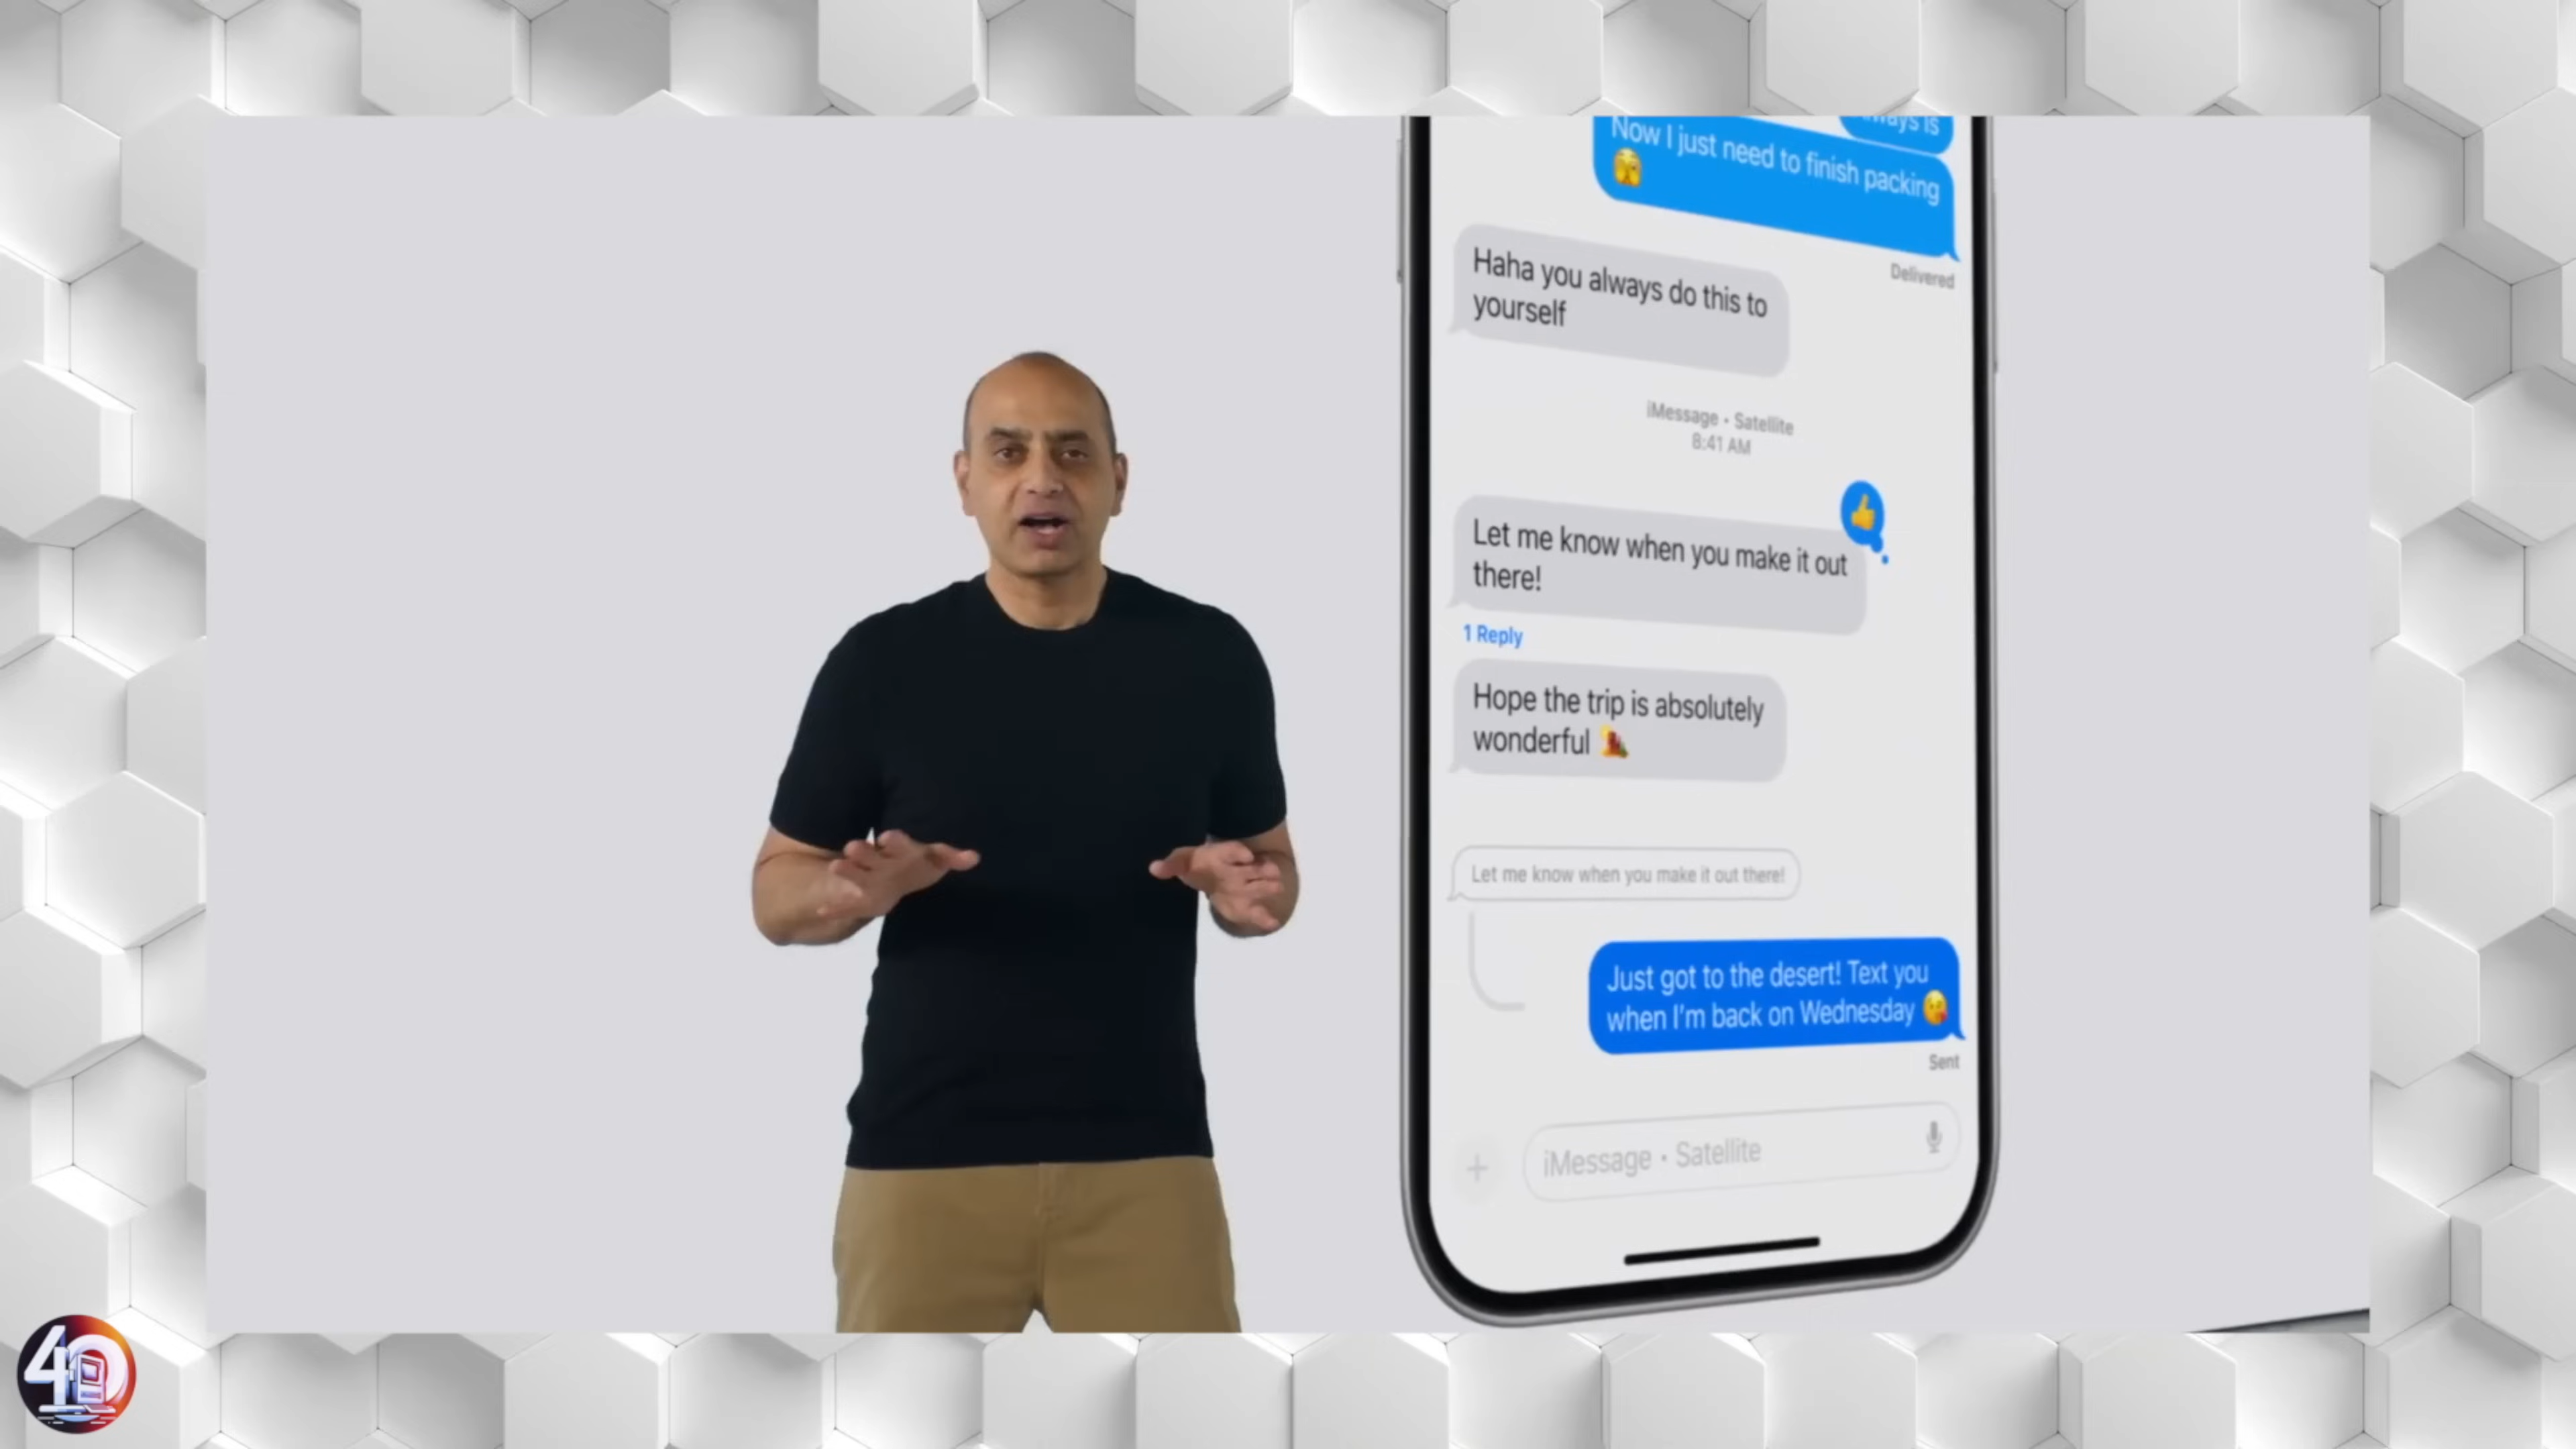 Now I just need to finish packing
🫣
Delivered
Haha you always do this to
yourself
iMessage • Satellite
8:41 AM
Let me know when you make it out
there!
1 Reply
Hope the trip is absolutely
wonderful
Let me know when you make it out there!
Just got to the desert! Text you
when I'm back on Wednesday 😘
Sent
iMessage • Satellite
40